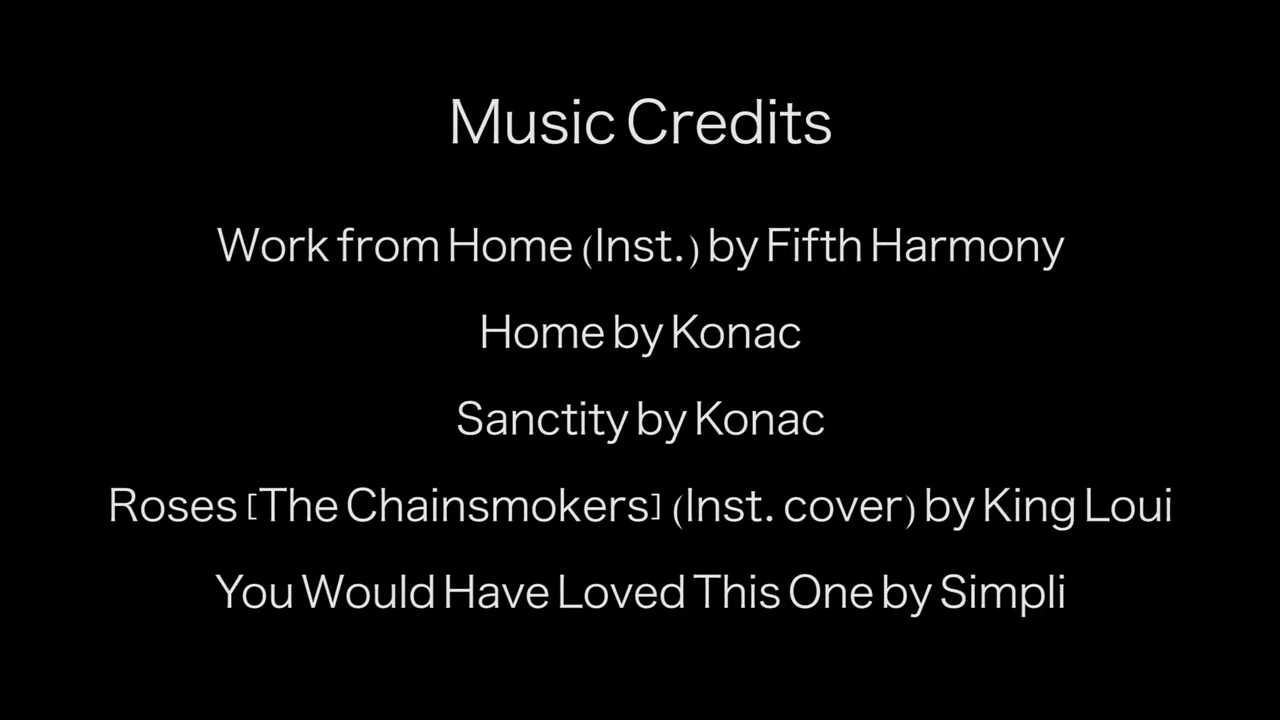 Music Credits
Work from Home (Inst.) by Fifth Harmony
Home by Konac
Sanctity by Konac
Roses [The Chainsmokers] (Inst. cover) by King Loui
You Would Have Loved This One by Simpli